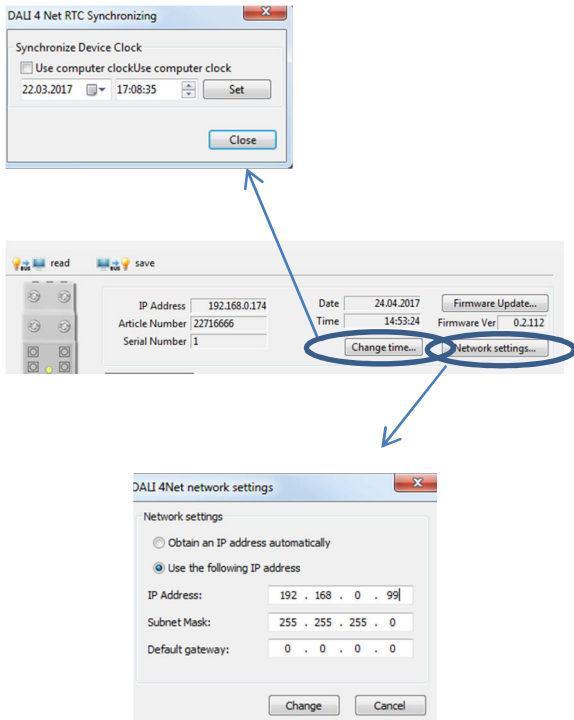 DALI 4 Net RTC Synchronizing
Synchronize Device Clock
Use computer clockUse computer clock
22.03.2017 17:08:35 Set
Close
BUS read BUS save
IP Address 192.168.0.174 Date 24.04.2017 Firmware Update...
Article Number 22716666 Time 14:53:24 Firmware Ver 0.2.112
Serial Number 1 Change time... Network settings...
DALI 4Net network settings
Network settings
Obtain an IP address automatically
Use the following IP address
IP Address: 192 . 168 . 0 . 99
Subnet Mask: 255 . 255 . 255 . 0
Default gateway: 0 . 0 . 0 . 0
Change Cancel